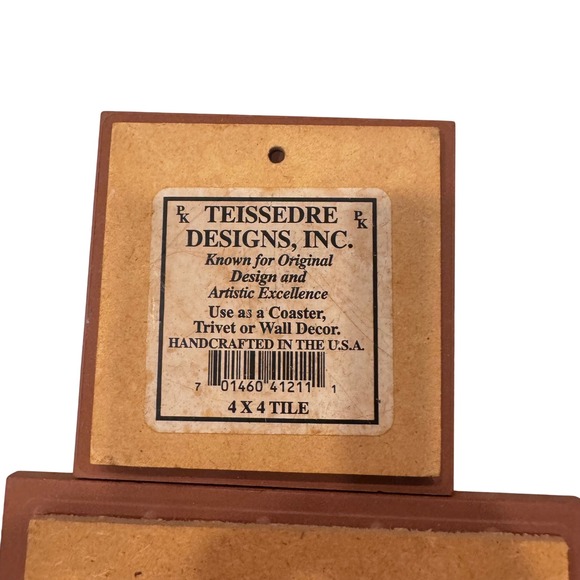 PK TEISSEDRE PK
DESIGNS, INC.
Known for Original
Design and
Artistic Excellence
Use as a Coaster,
Trivet or Wall Decor.
HANDCRAFTED IN THE U.S.A.
7 01460 41211 1
4 X 4 TILE